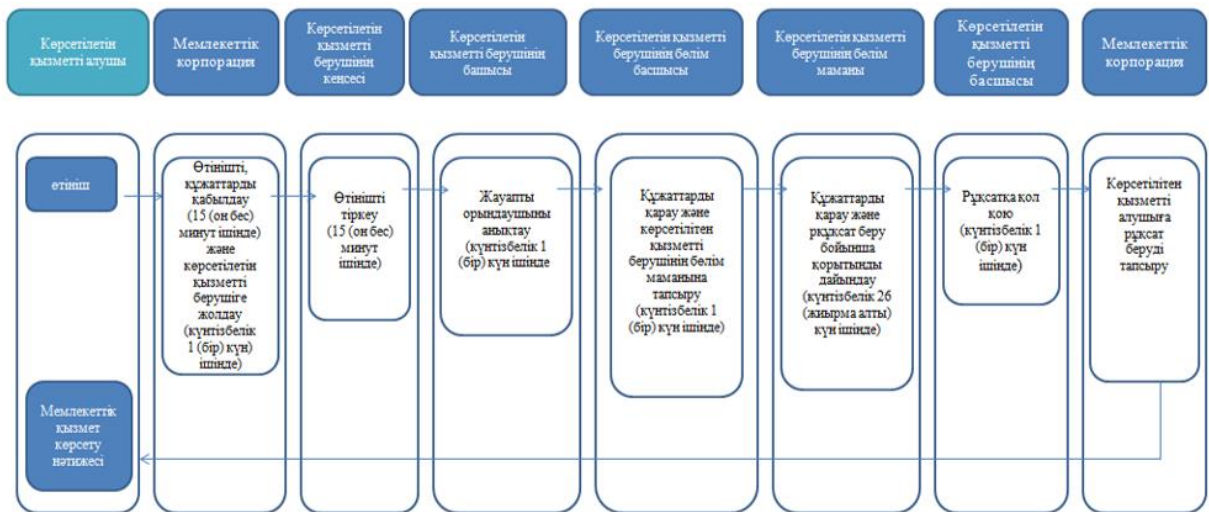 Көрсетілетін
қызметті алушы
Мемлекеттік
корпорация
Көрсетілетін
қызметті
берушінің
кеңсесі
Көрсетілетін
қызметті берушінің
башысы
Көрсетілетін қызметті
берушінің бөлім
басшысы
Көрсетілетін қызметті
берушінің бөлім
маманы
Көрсетілетін
қызметті
берушінің
басшысы
Мемлекеттік
корпорация
өтініш
Өтінішті,
құжаттарды
қабылдау
(15 (он бес)
минут ішінде)
және
көрсетілетін
қызметті
берушіге
жолдау
(күнтізбелік
1 (бір) күн)
ішінде)
Өтінішті
тіркеу
(15 (он бес)
минут
ішінде)
Жауапты
орындаушыны
анықтау
(күнтізбелік 1
(бір) күн ішінде
Құжаттарды
қарау және
көрсетілітен
қызметті
берушінің бөлім
маманына
тапсыру
(күнтізбелік 1
(бір) күн ішінде)
Құжаттарды
қарау және
рқұқсат беру
бойынша
қорытынды
дайындау
(күнтізбелік 26
(жиырма алты)
күн ішінде)
Рұқсатқа қол
қою
(күнтізбелік 1
(бір) күн
ішінде)
Көрсетілітен
қызметті
алушыға
рұқсат
беруді
тапсыру
Мемлекеттік
қызмет
көрсету
нәтижесі